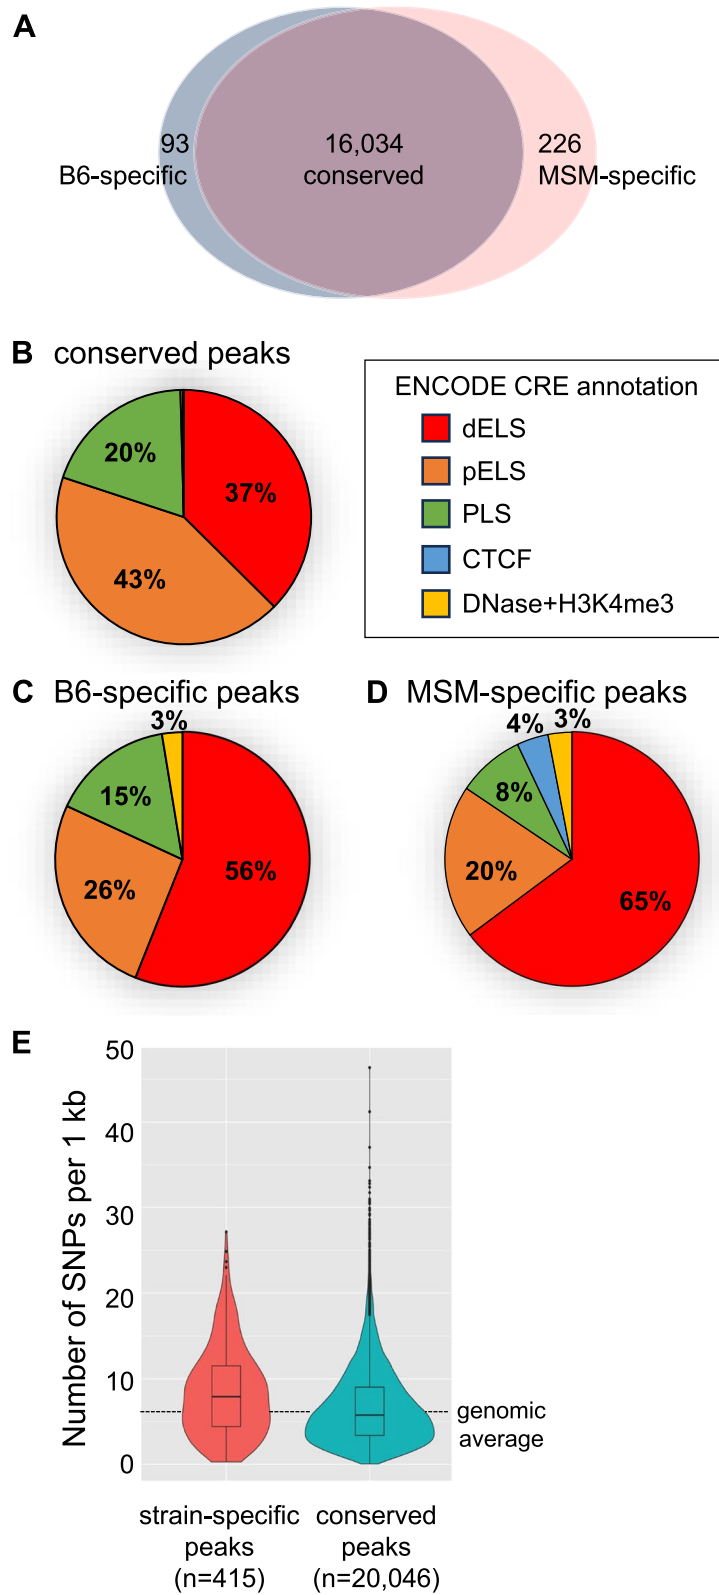 A
93
B6-specific
16,034
conserved
226
MSM-specific
B conserved peaks
20%
37%
43%
ENCODE CRE annotation
dELS
pELS
PLS
CTCF
DNase+H3K4me3
C B6-specific peaks
3%
15%
56%
26%
D MSM-specific peaks
4%
3%
8%
20%
65%
E
50
40
30
20
10
0
Number of SNPs per 1 kb
genomic
average
strain-specific
peaks
(n=415)
conserved
peaks
(n=20,046)